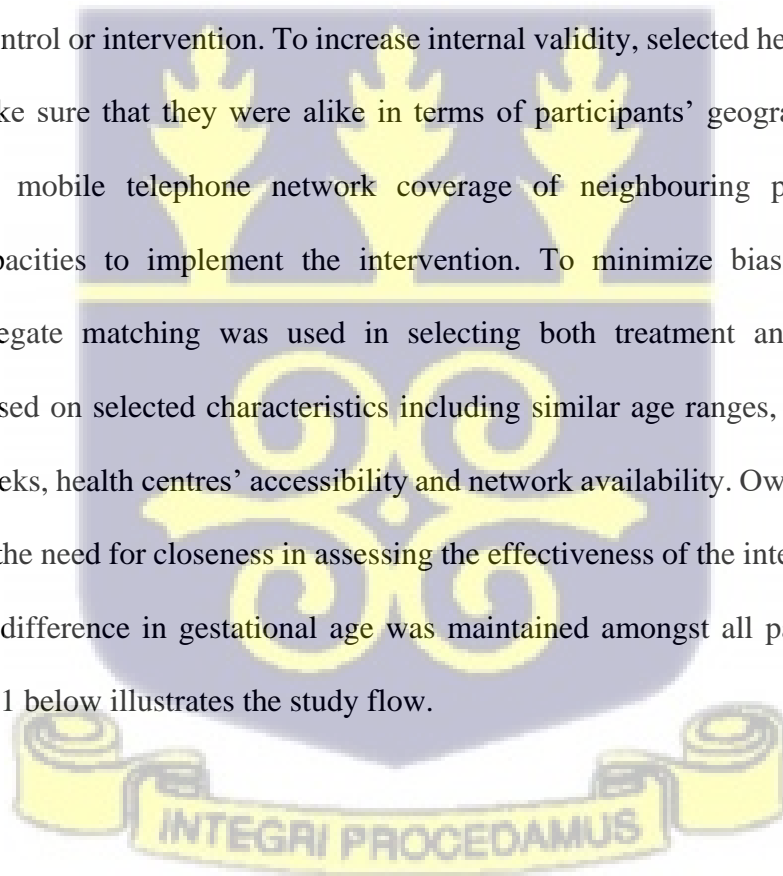 ntrol or intervention. To increase internal validity, selected he
ke sure that they were alike in terms of participants’ geogra
mobile telephone network coverage of neighbouring p
pacities to implement the intervention. To minimize bias
egate matching was used in selecting both treatment an
sed on selected characteristics including similar age ranges,
eks, health centres’ accessibility and network availability. Ow
the need for closeness in assessing the effectiveness of the inte
difference in gestational age was maintained amongst all pa
1 below illustrates the study flow.
INTEGRI PROCEDAMUS